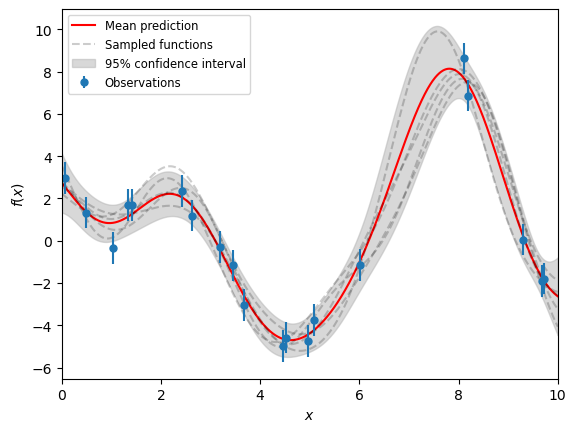 Mean prediction
Sampled functions
95% confidence interval
Observations
10
8
6
4
2
0
−2
−4
−6
f(x)
0 2 4 6 8 10
x